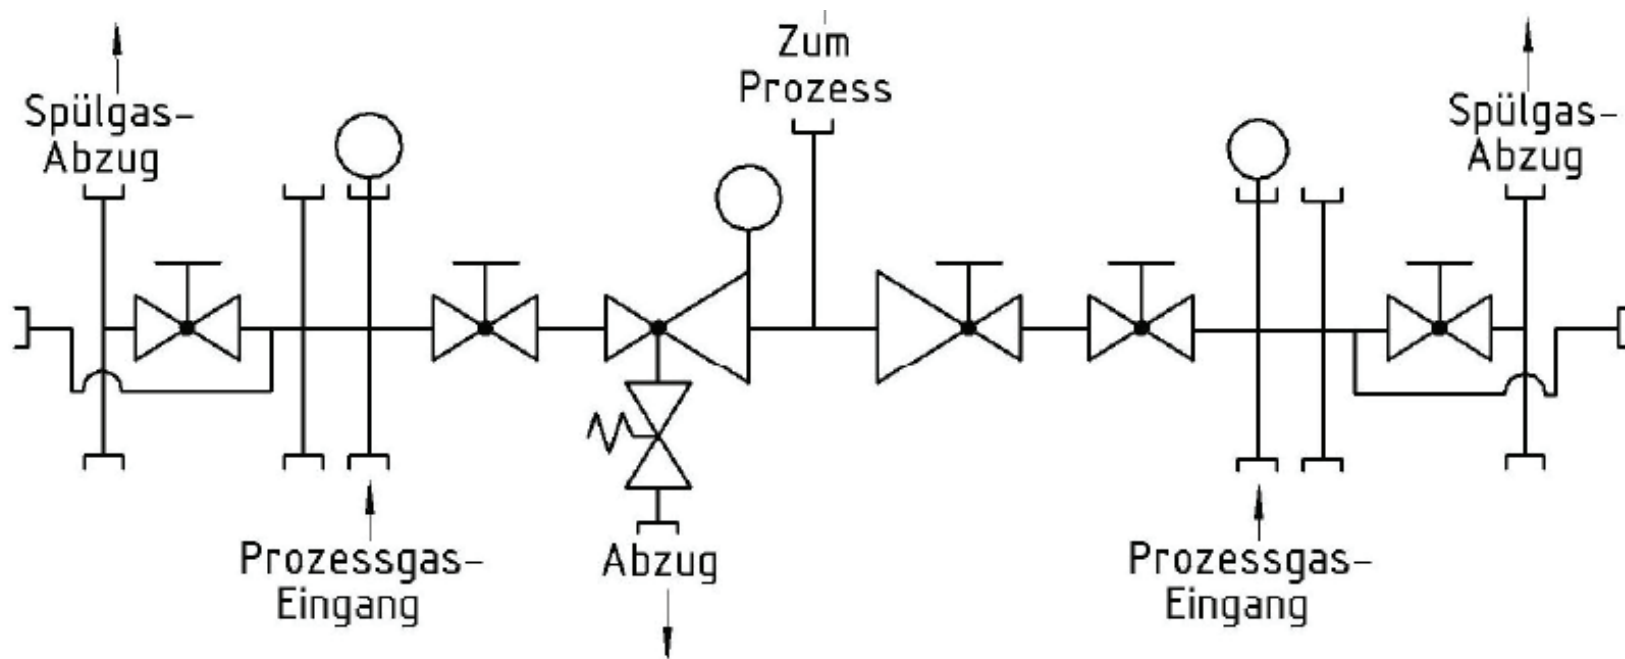 Zum
Prozess
Spülgas-
Abzug
Spülgas-
Abzug
Prozessgas-
Eingang
Abzug
Prozessgas-
Eingang